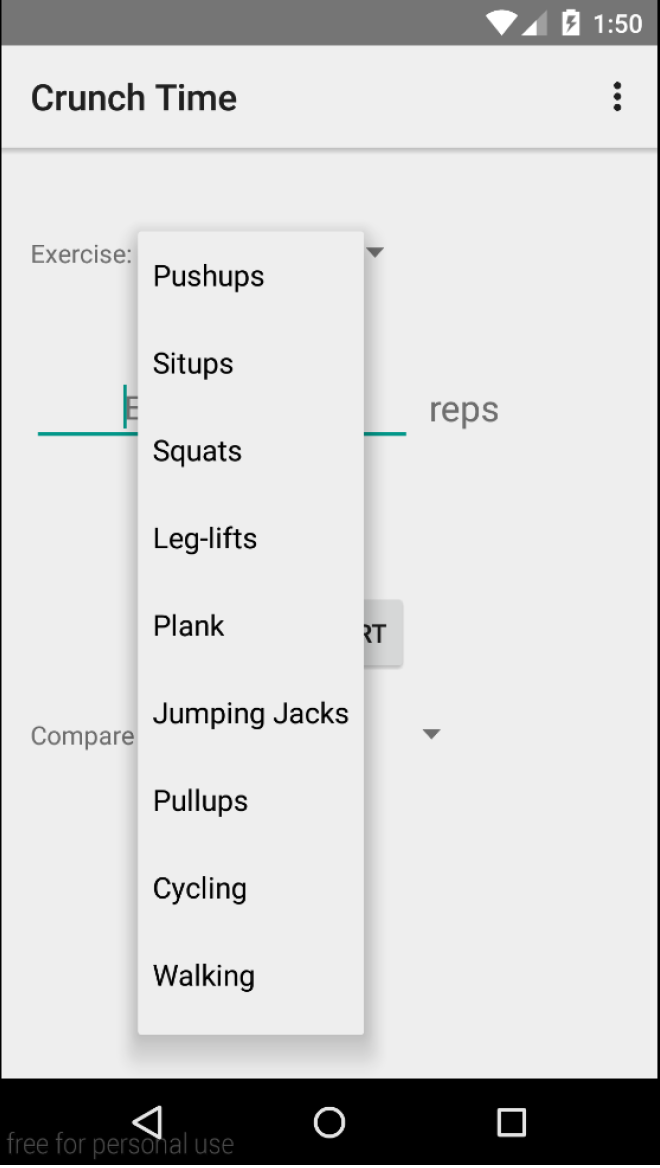 1:50
Crunch Time
Exercise:
Pushups
Situps
E
reps
Squats
Leg-lifts
Plank
RT
Jumping Jacks
Compare
Pullups
Cycling
Walking
free for personal use